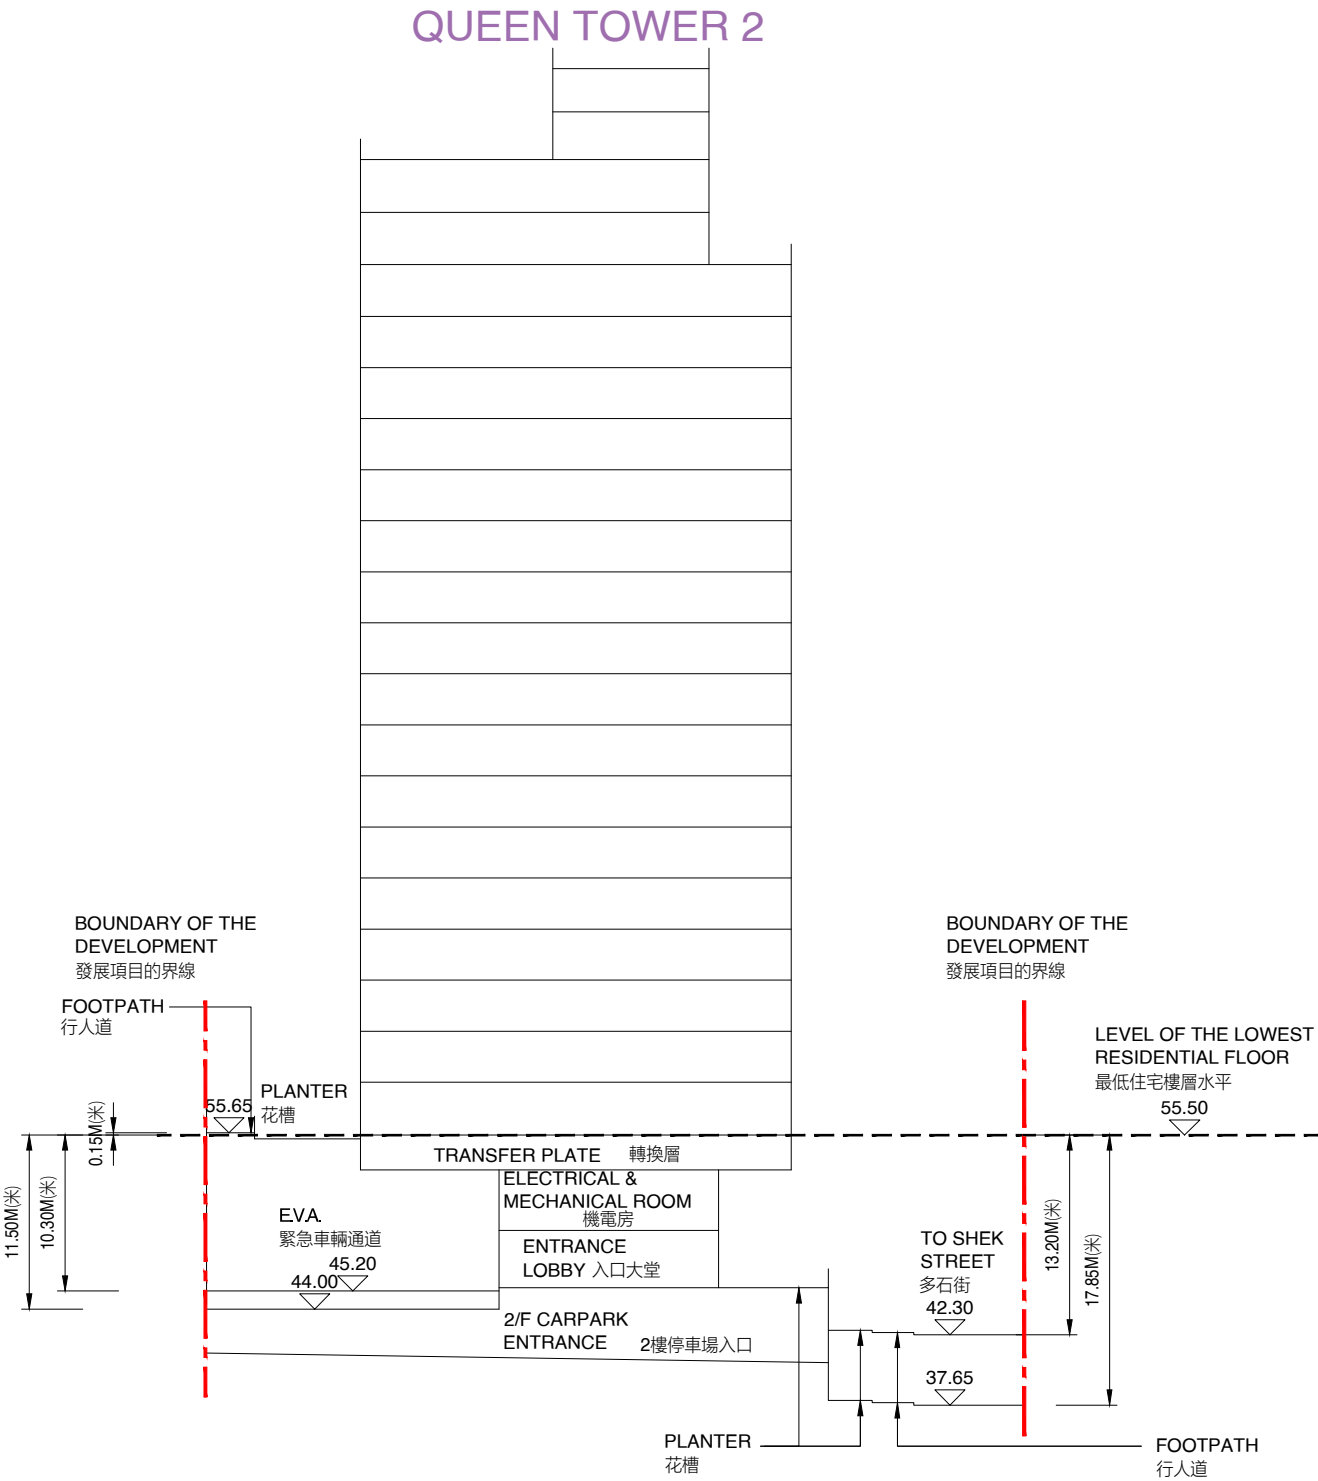 QUEEN TOWER 2
BOUNDARY OF THE
DEVELOPMENT
發展項目的界線
FOOTPATH
行人道
PLANTER
花槽
55.65
0.15M(米)
10.30M(米)
11.50M(米)
BOUNDARY OF THE
DEVELOPMENT
發展項目的界線
LEVEL OF THE LOWEST
RESIDENTIAL FLOOR
最低住宅樓層水平
55.50
TRANSFER PLATE 轉換層
ELECTRICAL &
MECHANICAL ROOM
機電房
E.V.A.
緊急車輛通道
45.20
44.00
ENTRANCE
LOBBY 入口大堂
2/F CARPARK
ENTRANCE 2樓停車場入口
TO SHEK
STREET
多石街
42.30
37.65
13.20M(米)
17.85M(米)
PLANTER
花槽
FOOTPATH
行人道